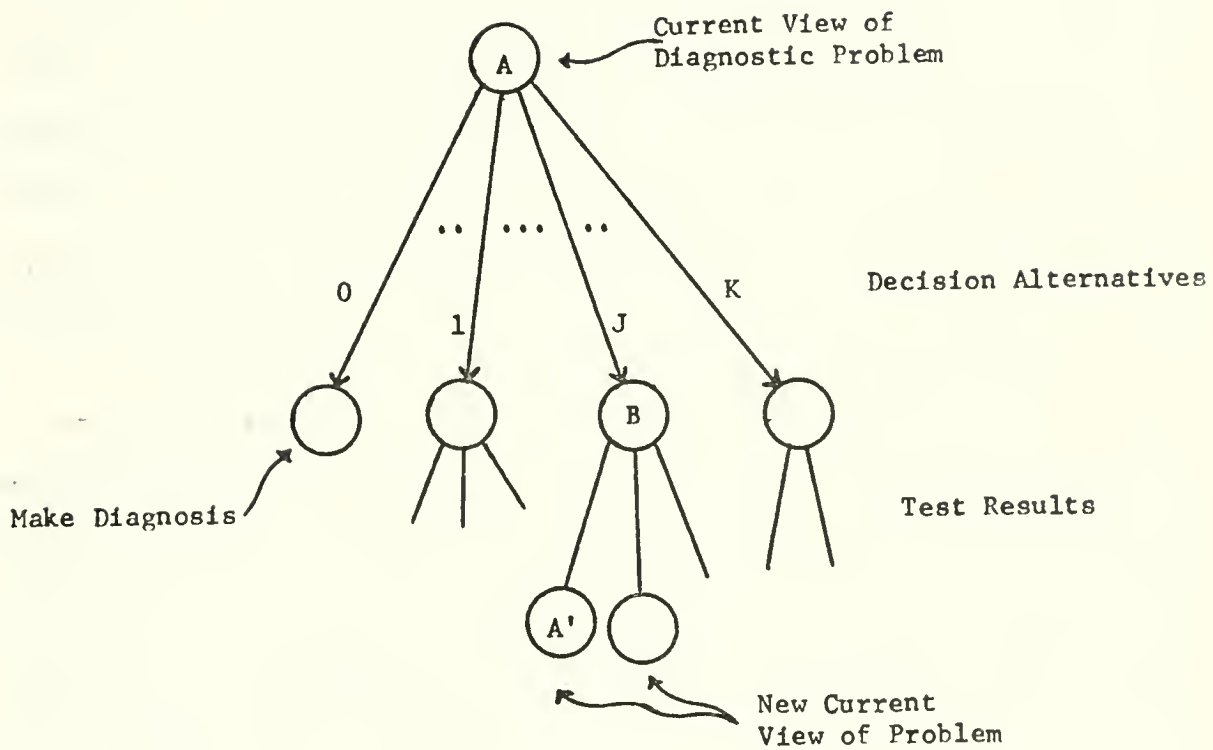 Current View of
Diagnostic Problem
A
.. ... ..
0
K
Decision Alternatives
1
J
B
Make Diagnosis
Test Results
A'
New Current
View of Problem